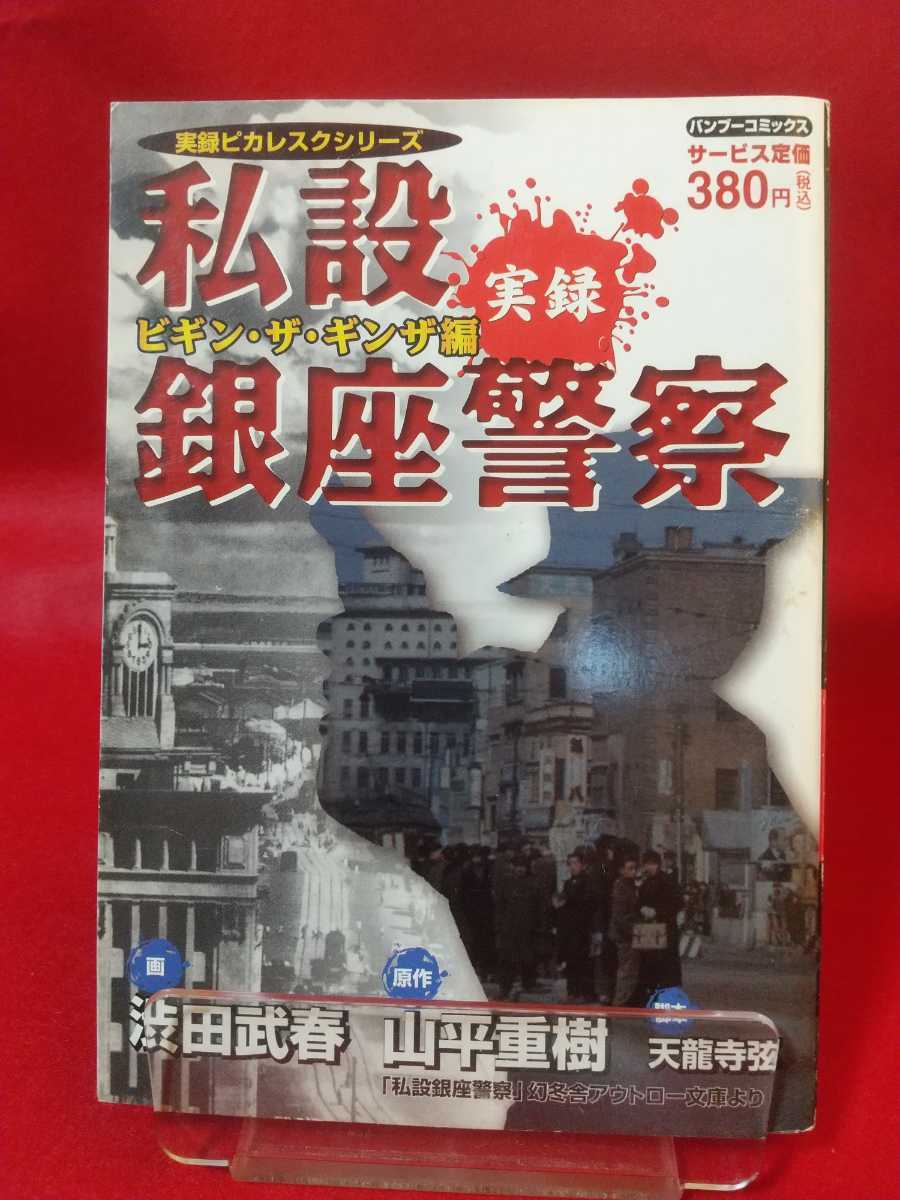 実録ピカレスクシリーズ
バンブーコミックス
サービス定価
380円(税込)
私設
実録
ビギン・ザ・ギンザ編
銀座警察
画
渋田武春
原作
山平重樹
天龍寺弦
「私設銀座警察」幻冬舎アウトロー文庫より